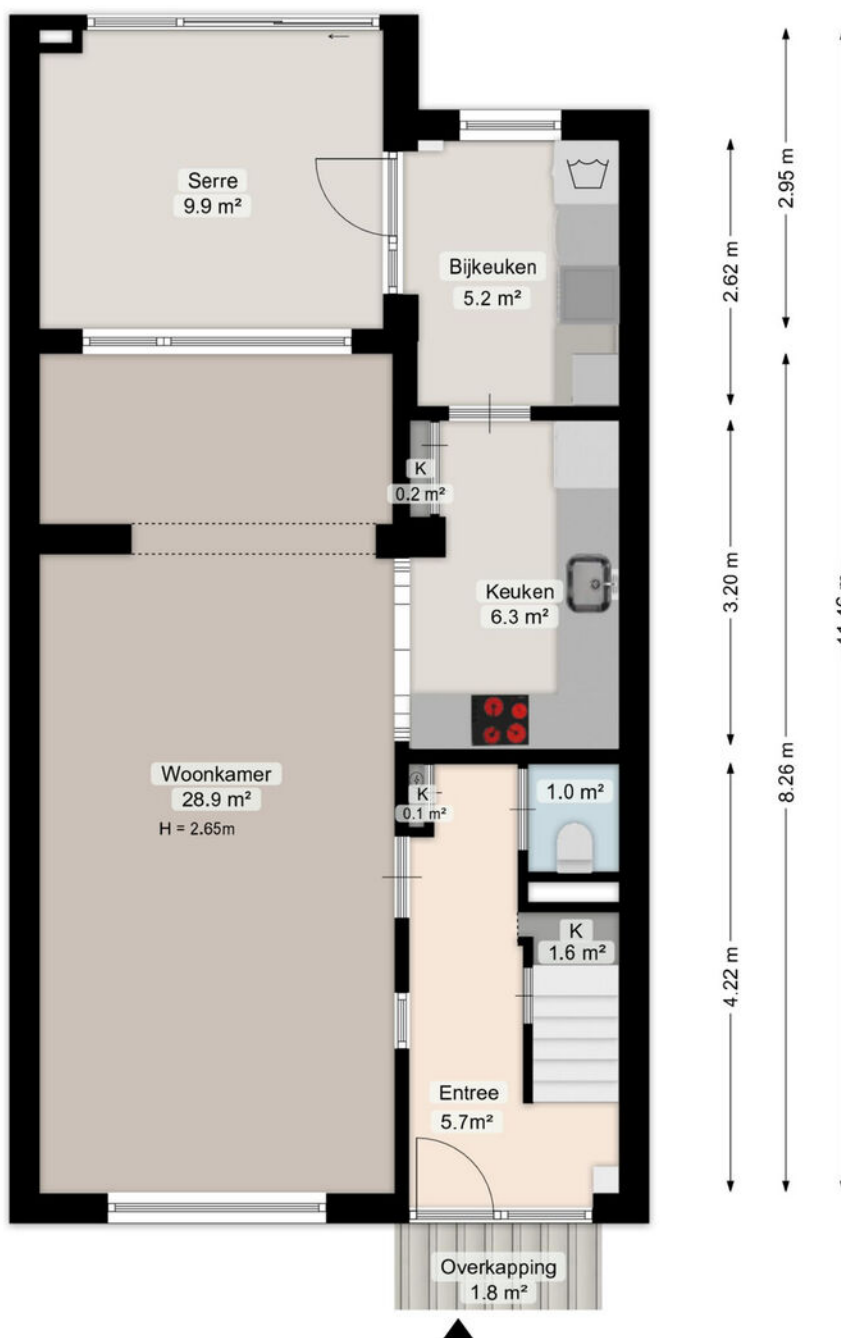 Serre
9.9 m²
Bijkeuken
5.2 m²
2.95 m
2.62 m
K
0.2 m²
Keuken
6.3 m²
3.20 m
Woonkamer
28.9 m²
H = 2.65m
K
0.1 m²
1.0 m²
8.26 m
K
1.6 m²
4.22 m
Entree
5.7m²
Overkapping
1.8 m²